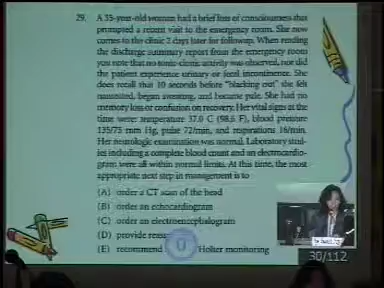 29. A 35-year-old woman had a brief loss of consciousness that
prompted a recent visit to the emergency room. She now
comes to the clinic 2 days later for followup. When reading
the discharge summary report from the emergency room
you note that no tonic-clonic activity was observed, nor did
the patient experience urinary or fecal incontinence. She
does recall that 10 seconds before "blacking out" she felt
nauseated, began sweating, and became pale. She had no
memory loss or confusion on recovery. Her vital signs at the
time were: temperature 37.0 C (98.6 F), blood pressure
135/75 mm Hg, pulse 72/min, and respirations 16/min.
Her neurologic examination was normal. Laboratory stud-
ies including a complete blood count and an electrocardio-
gram were all within normal limits. At this time, the most
appropriate next step in management is to
(A) order a CT scan of the head
(B) order an echocardiogram
(C) order an electroencephalogram
(D) provide
(E) recommend Holter monitoring
30/112